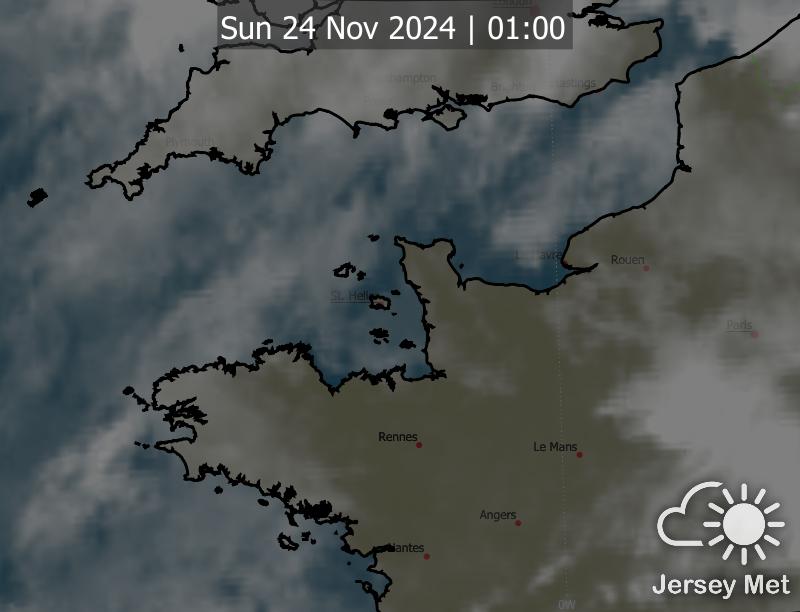 London
Sun 24 Nov 2024 | 01:00
Southampton
Hastings
Plymouth
Le Havre
Rouen
St. Helier
Paris
Rennes
Le Mans
Angers
Nantes
0W
Jersey Met